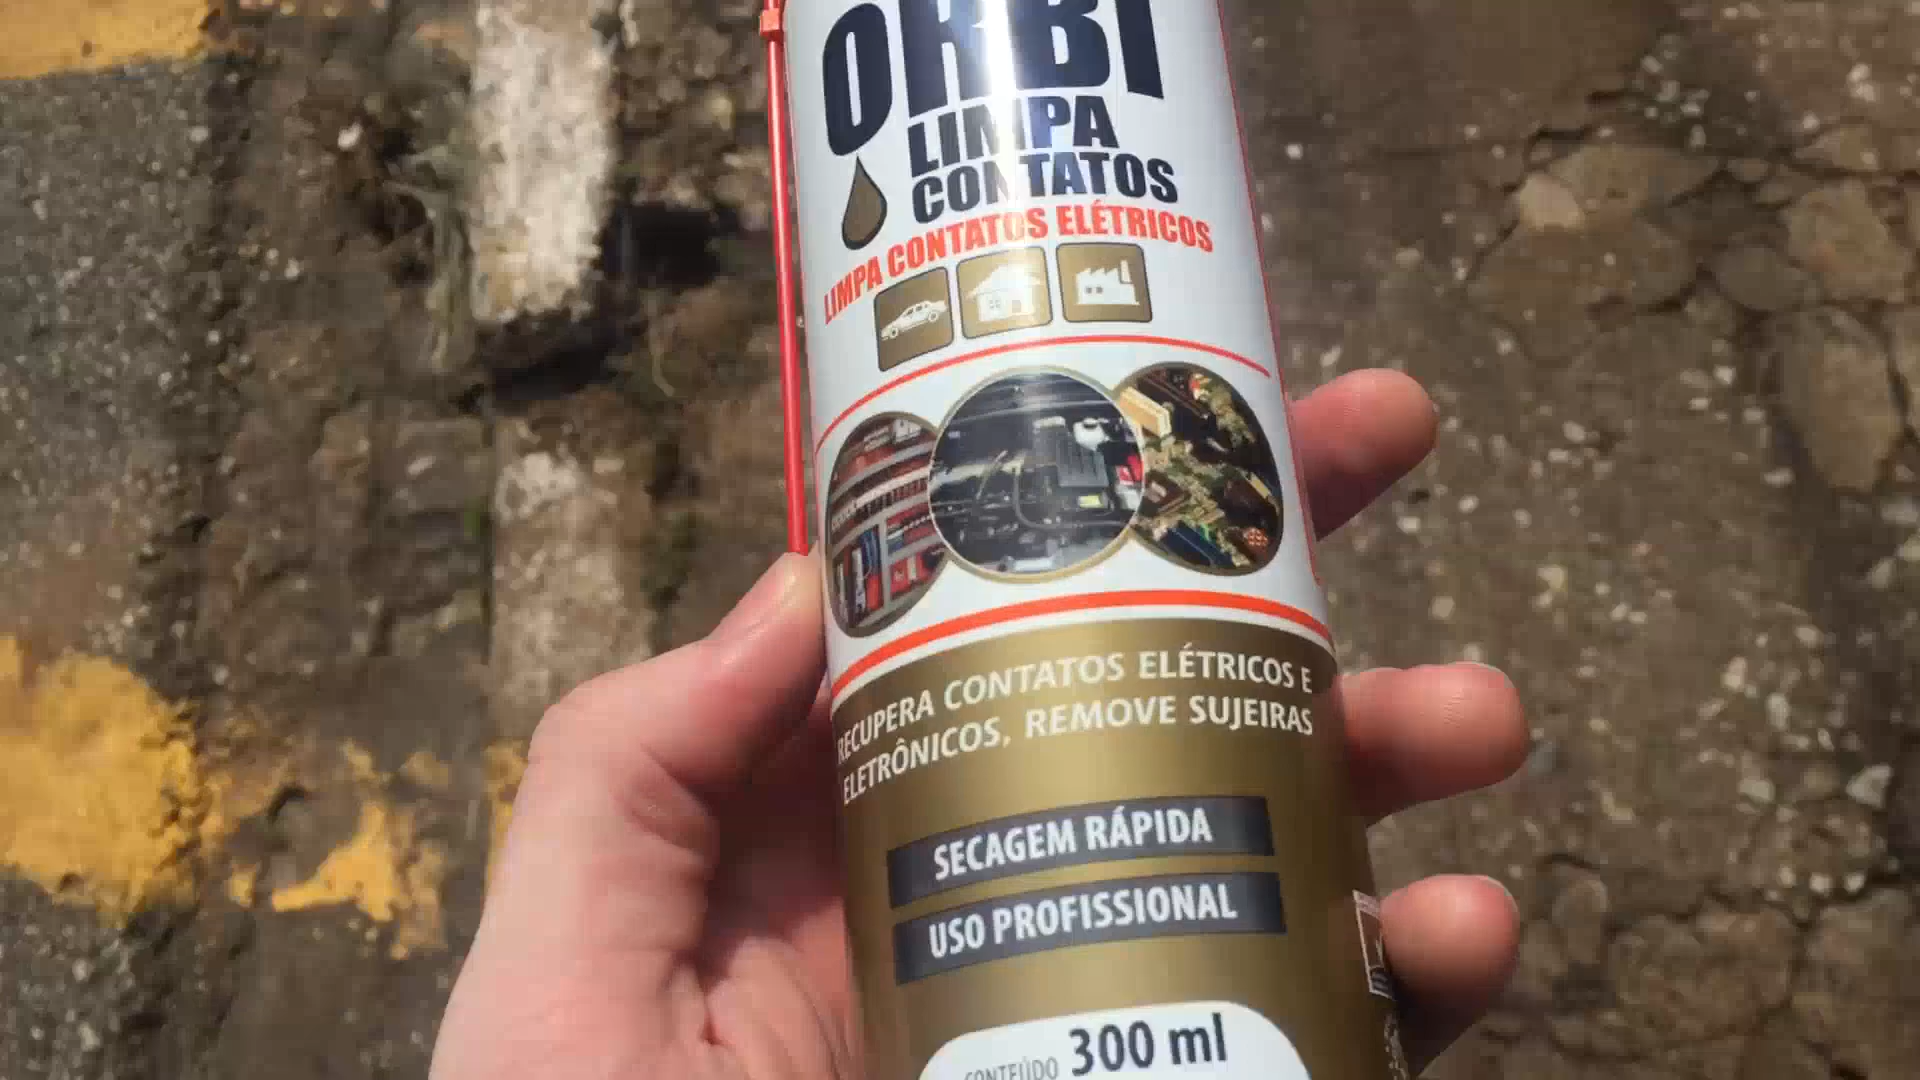 ORBI
LIMPA
CONTATOS
LIMPA CONTATOS ELÉTRICOS
RECUPERA CONTATOS ELÉTRICOS E
ELETRÔNICOS, REMOVE SUJEIRAS
SECAGEM RÁPIDA
USO PROFISSIONAL
CONTEÚDO 300 ml